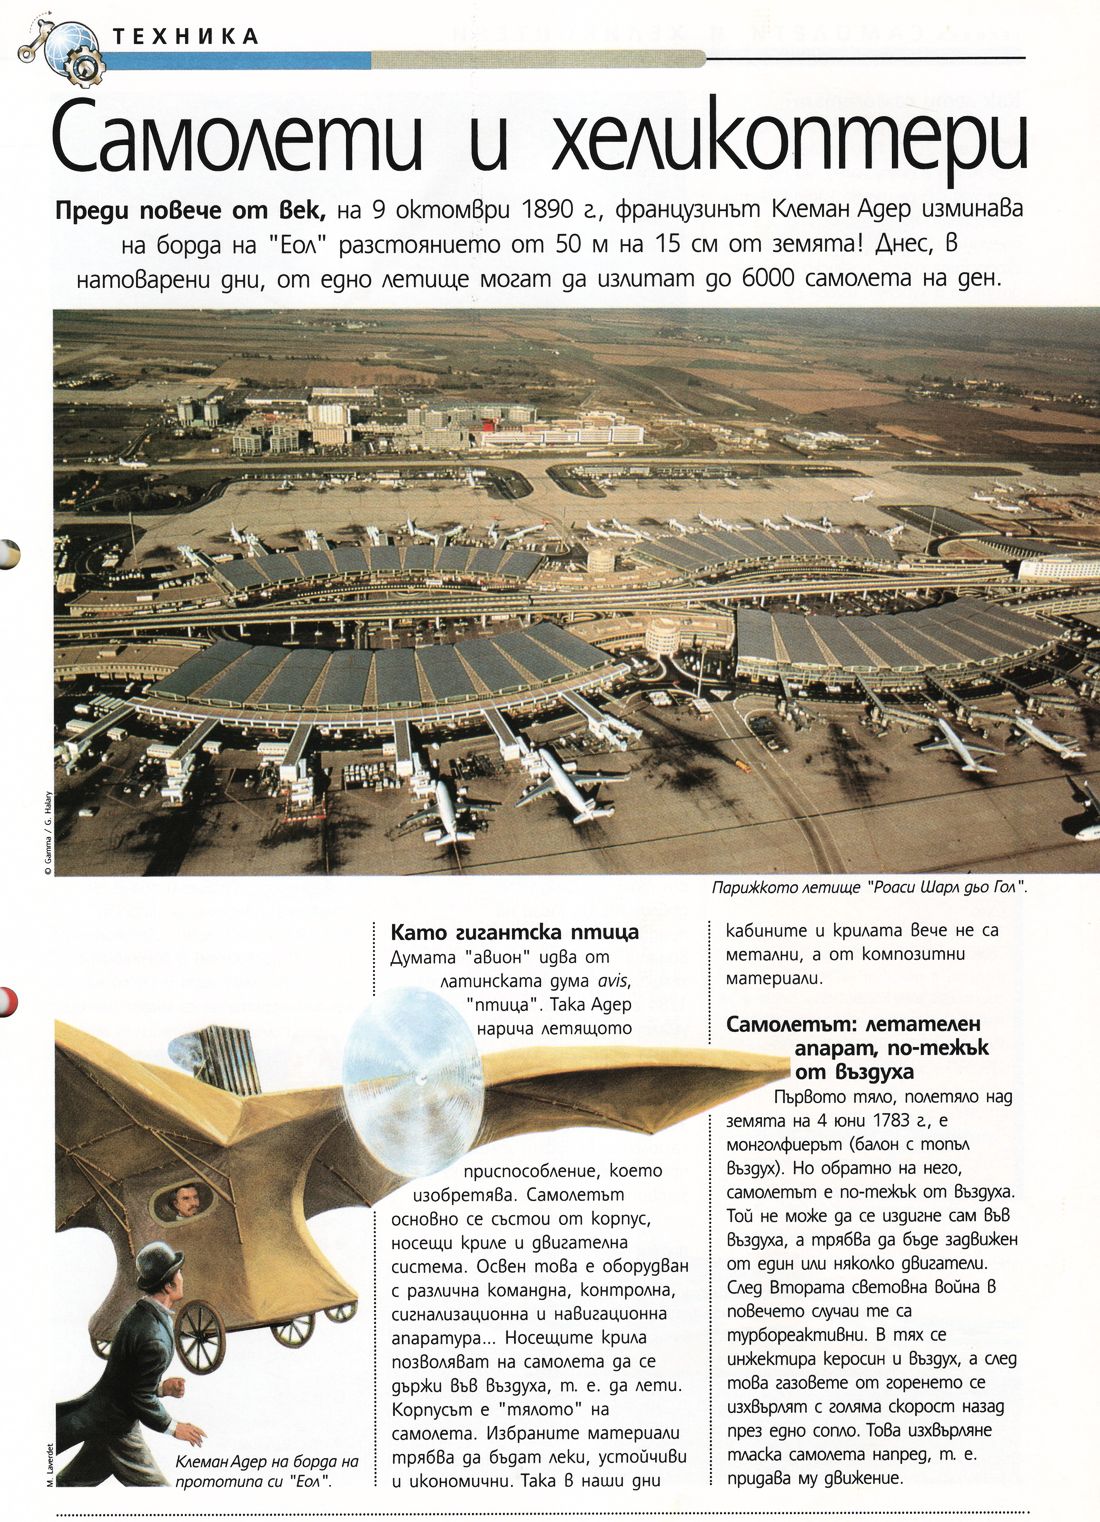 ТЕХНИКА
Самолети и хеликоптери
Преди повече от век, на 9 октомври 1890 г., французинът Клеман Адер изминава
на борда на "Еол" разстоянието от 50 м на 15 см от земята! Днес, в
натоварени дни, от едно летище могат да излитат до 6000 самолета на ден.
© Gamma / G. Halary
Парижкото летище "Роаси Шарл дьо Гол".
Като гигантска птица
Думата "авион" идва от
латинската дума avis,
"птица". Така Адер
нарича летящото
приспособление, което
изобретява. Самолетът
основно се състои от корпус,
носещи криле и двигателна
система. Освен това е оборудван
с различна командна, контролна,
сигнализационна и навигационна
апаратура... Носещите крила
позволяват на самолета да се
държи във въздуха, т. е. да лети.
Корпусът е "тялото" на
самолета. Избраните материали
трябва да бъдат леки, устойчиви
и икономични. Така в наши дни
кабините и крилата вече не са
метални, а от композитни
материали.
Самолетът: летателен
апарат, по-тежък
от въздуха
Първото тяло, полетяло над
земята на 4 юни 1783 г., е
монголфиерът (балон с топъл
въздух). Но обратно на него,
самолетът е по-тежък от въздуха.
Той не може да се издигне сам във
въздуха, а трябва да бъде задвижен
от един или няколко двигатели.
След Втората световна война в
повечето случаи те са
турбореактивни. В тях се
инжектира керосин и въздух, а след
това газовете от горенето се
изхвърлят с голяма скорост назад
през едно сопло. Това изхвърляне
тласка самолета напред, т. е.
придава му движение.
M. Laverdet
Клеман Адер на борда на
прототипа си "Еол".